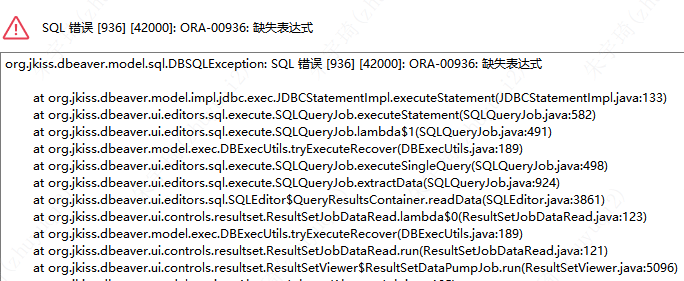 SQL 错误 [936] [42000]: ORA-00936: 缺失表达式
org.jkiss.dbeaver.model.sql.DBSQLException: SQL 错误 [936] [42000]: ORA-00936: 缺失表达式
at org.jkiss.dbeaver.model.impl.jdbc.exec.JDBCStatementImpl.executeStatement(JDBCStatementImpl.java:133)
at org.jkiss.dbeaver.ui.editors.sql.execute.SQLQueryJob.executeStatement(SQLQueryJob.java:582)
at org.jkiss.dbeaver.ui.editors.sql.execute.SQLQueryJob.lambda$1(SQLQueryJob.java:491)
at org.jkiss.dbeaver.model.exec.DBExecUtils.tryExecuteRecover(DBExecUtils.java:189)
at org.jkiss.dbeaver.ui.editors.sql.execute.SQLQueryJob.executeSingleQuery(SQLQueryJob.java:498)
at org.jkiss.dbeaver.ui.editors.sql.execute.SQLQueryJob.extractData(SQLQueryJob.java:924)
at org.jkiss.dbeaver.ui.editors.sql.SQLEditor$QueryResultsContainer.readData(SQLEditor.java:3861)
at org.jkiss.dbeaver.ui.controls.resultset.ResultSetJobDataRead.lambda$0(ResultSetJobDataRead.java:123)
at org.jkiss.dbeaver.model.exec.DBExecUtils.tryExecuteRecover(DBExecUtils.java:189)
at org.jkiss.dbeaver.ui.controls.resultset.ResultSetJobDataRead.run(ResultSetJobDataRead.java:121)
at org.jkiss.dbeaver.ui.controls.resultset.ResultSetViewer$ResultSetDataPumpJob.run(ResultSetViewer.java:5096)